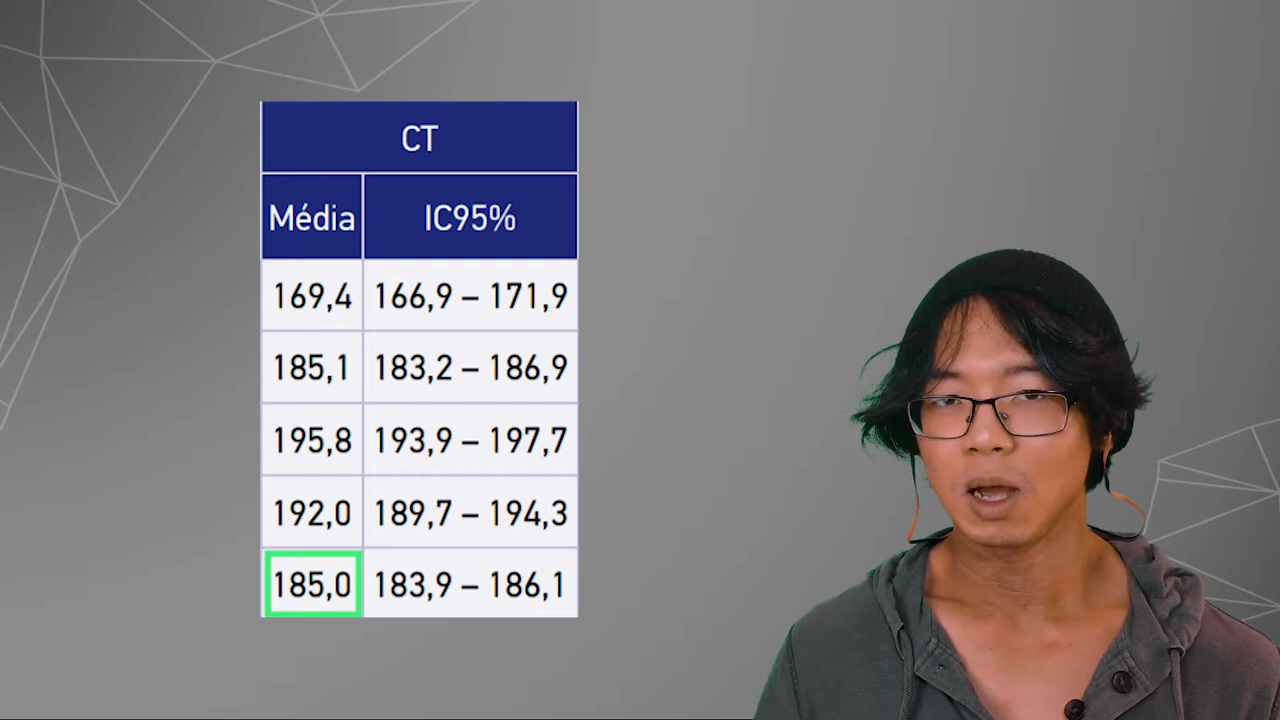 CT
Média IC95%
169,4 166,9 – 171,9
185,1 183,2 – 186,9
195,8 193,9 – 197,7
192,0 189,7 – 194,3
185,0 183,9 – 186,1